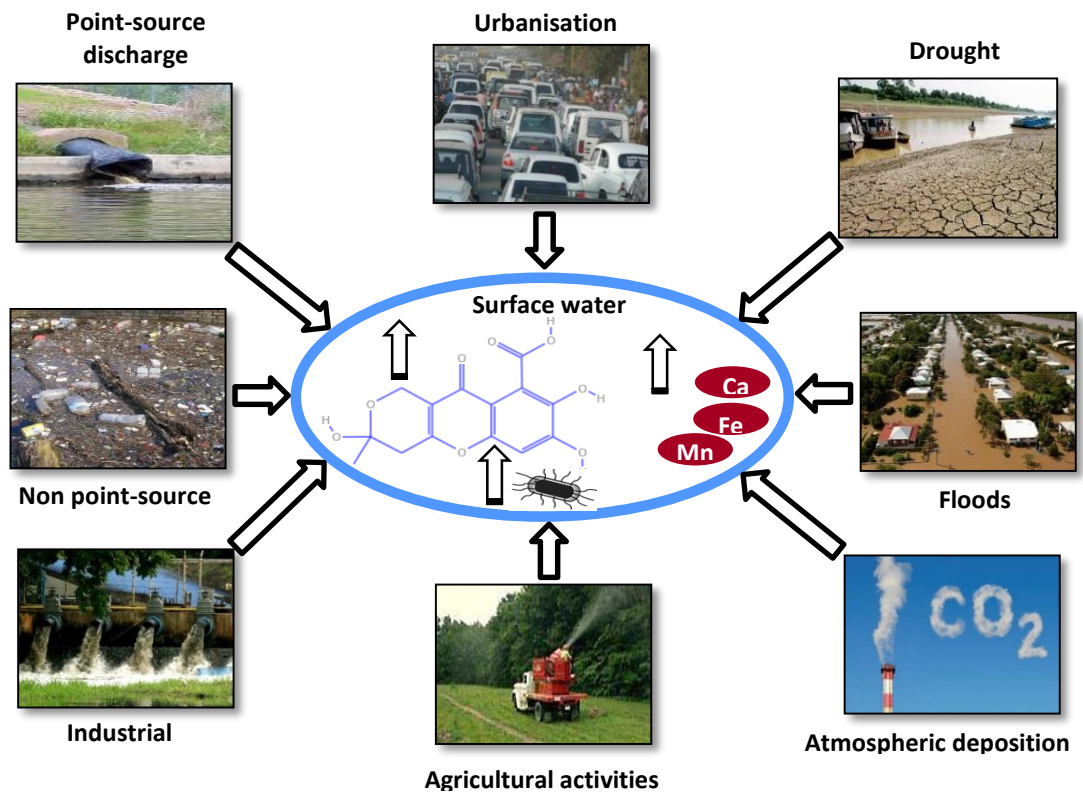 Point-source
discharge
Urbanisation
Drought
Surface water
H
O
O
O
O
O
H
H
O
O
O
Ca
Fe
Mn
Non point-source
Floods
CO2
Industrial
Agricultural activities
Atmospheric deposition